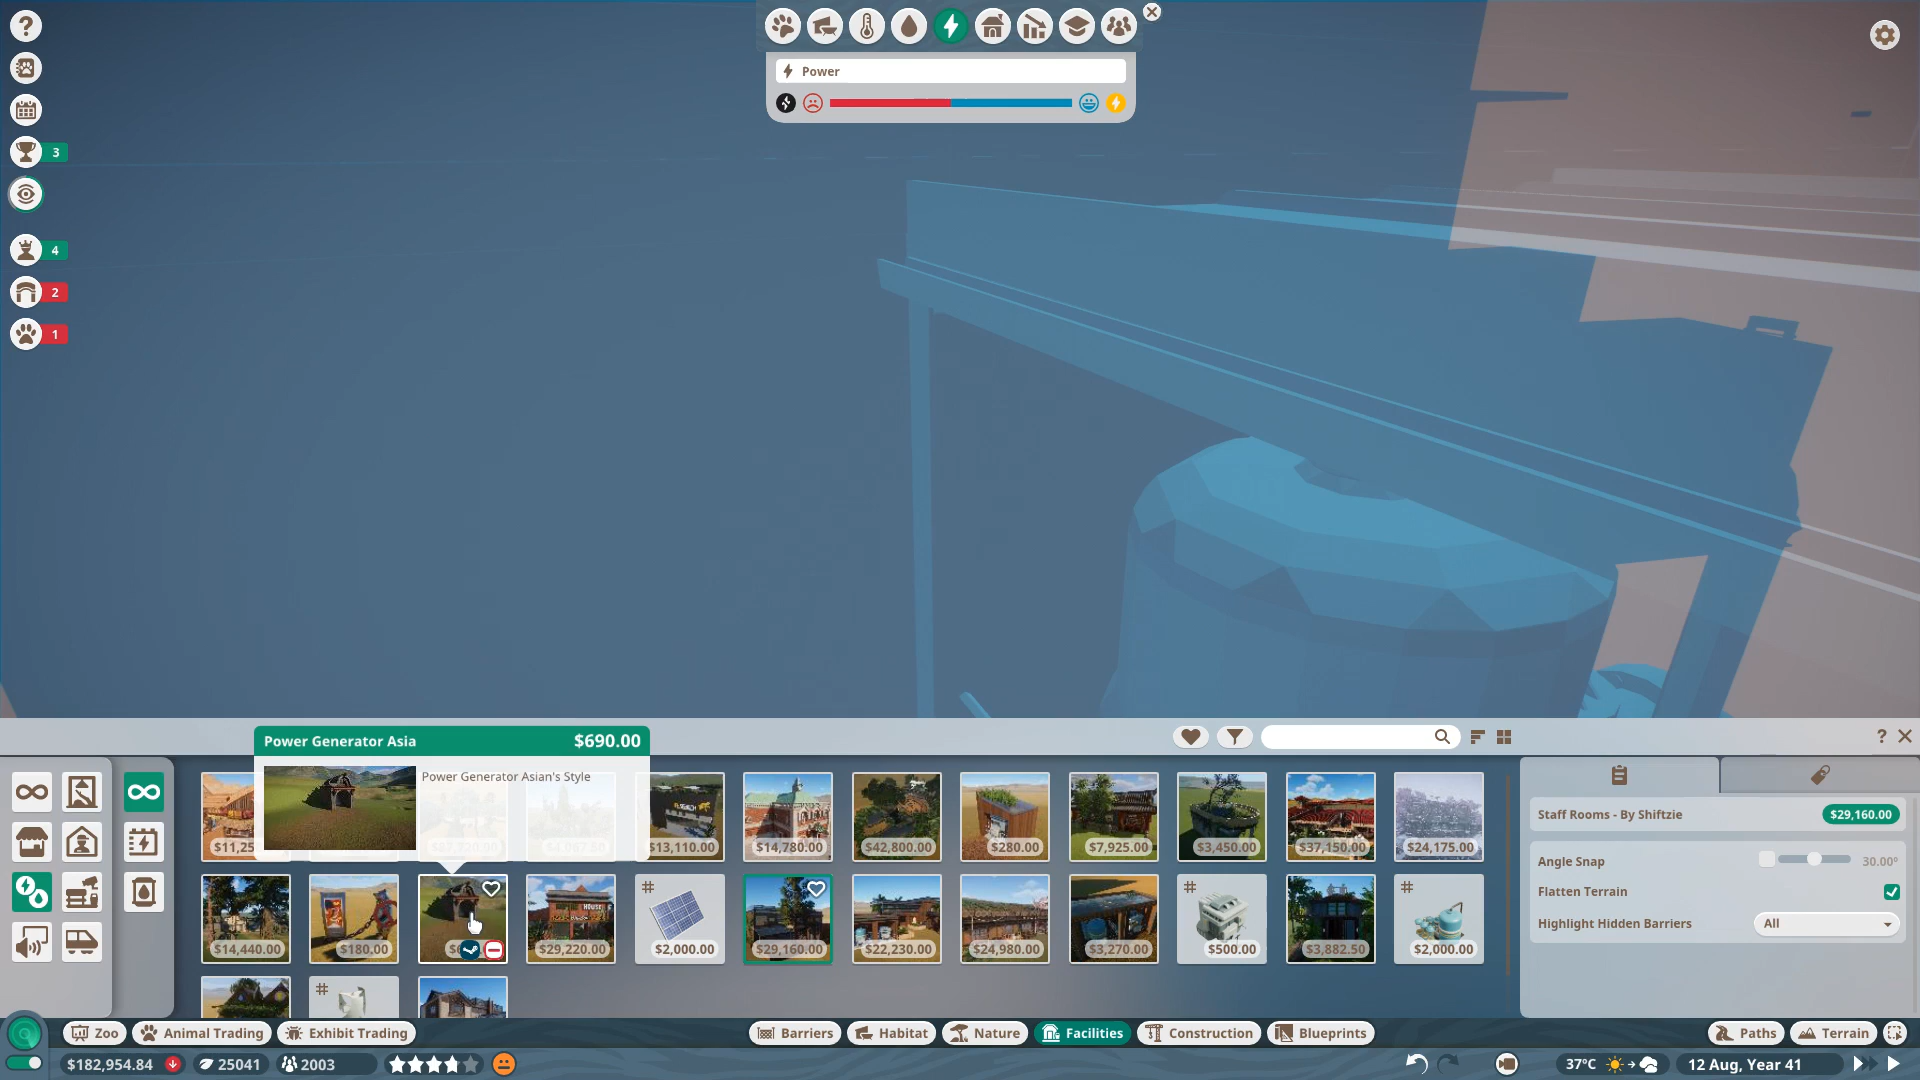 ?
Power
3
4
2
1
Power Generator Asia $690.00
Power Generator Asian's Style
?
$13,110.00
$14,780.00
$42,800.00
$280.00
$7,925.00
$3,450.00
$37,150.00
$24,175.00
$14,440.00
$180.00
$29,220.00
# $2,000.00
$29,160.00
$22,230.00
$24,980.00
$3,270.00
# $500.00
$3,882.50
# $2,000.00
#
Staff Rooms - By Shiftzie $29,160.00
Angle Snap 30.00°
Flatten Terrain
Highlight Hidden Barriers All
Zoo Animal Trading Exhibit Trading Barriers Habitat Nature Facilities Construction Blueprints Paths Terrain
$182,954.84 25041 2003 37°C 12 Aug, Year 41